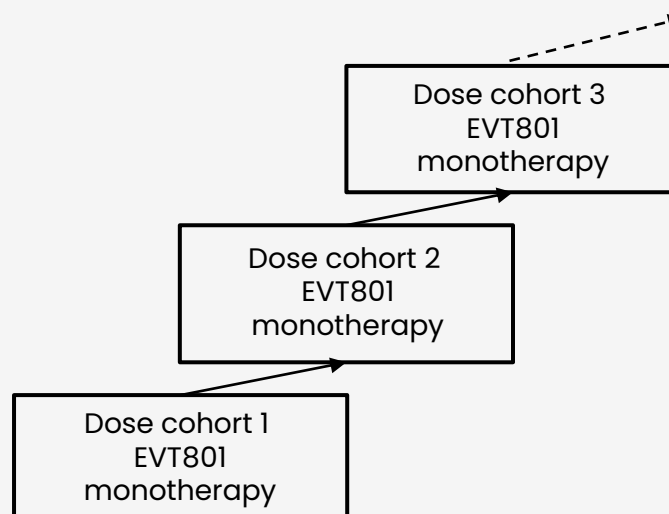 Dose cohort 3
EVT801
monotherapy
Dose cohort 2
EVT801
monotherapy
Dose cohort 1
EVT801
monotherapy